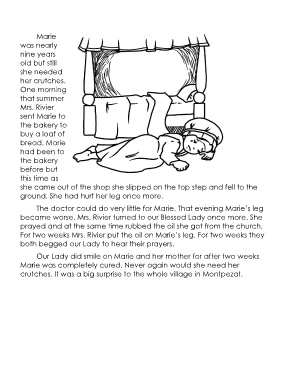 Marie
was nearly
nine years
old but still
she needed
her crutches.
One morning
that summer
Mrs. Rivier
sent Marie to
the bakery to
buy a loaf of
bread. Marie
had been to
the bakery
before but
this time as
she came out of the shop she slipped on the top step and fell to the
ground. She had hurt her leg once more.
The doctor could do very little for Marie. That evening Marie's leg
became worse. Mrs. Rivier turned to our Blessed Lady once more. She
prayed and at the same time rubbed the oil she got from the church.
For two weeks Mrs. Rivier put the oil on Marie's leg. For two weeks they
both begged our Lady to hear their prayers.
Our Lady did smile on Marie and her mother for after two weeks
Marie was completely cured. Never again would she need her
crutches. It was a big surprise to the whole village in Montpezat.